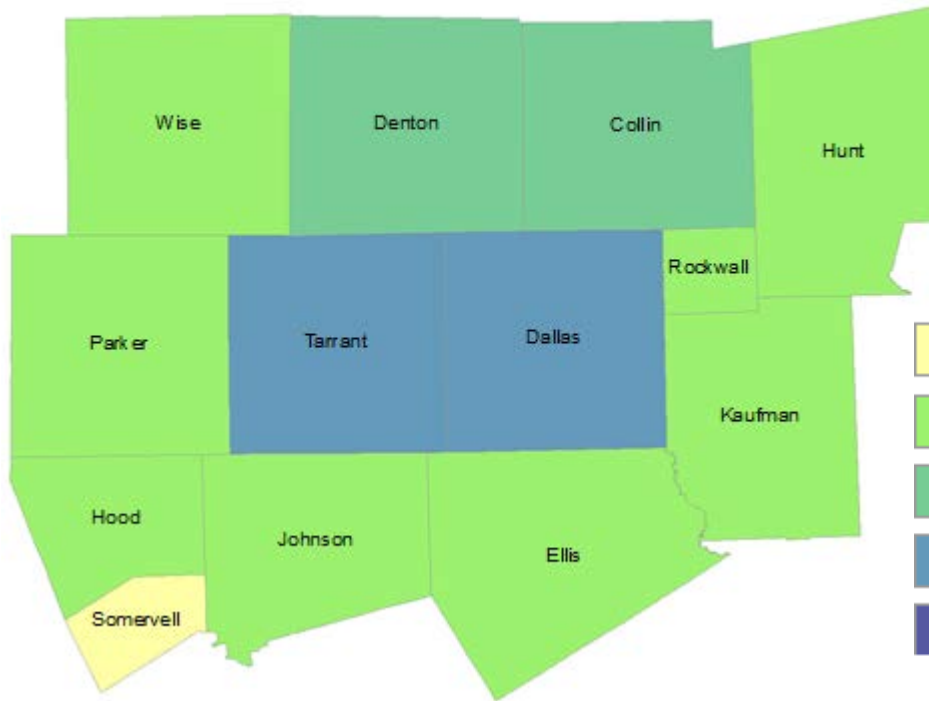 Wise
Denton
Collin
Hunt
Rockwall
Parker
Tarrant
Dallas
Kaufman
Hood
Johnson
Ellis
Somervell